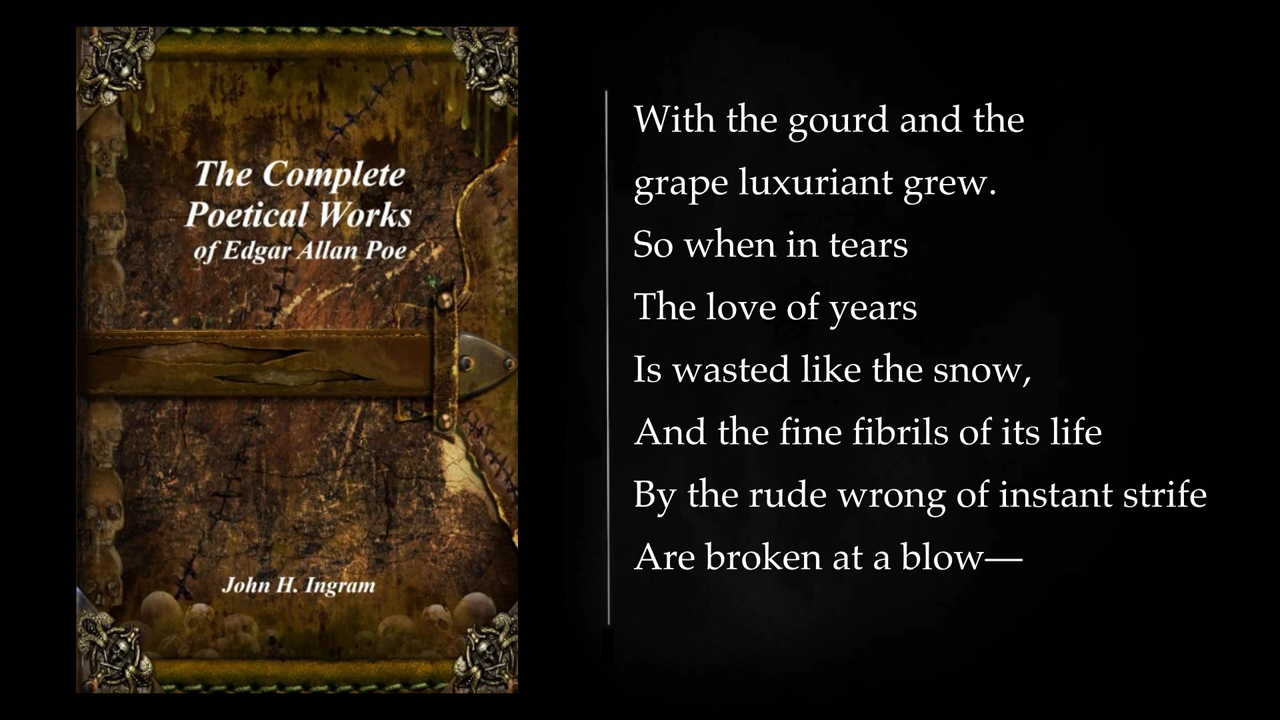 The Complete
Poetical Works
of Edgar Allan Poe
John H. Ingram
With the gourd and the
grape luxuriant grew.
So when in tears
The love of years
Is wasted like the snow,
And the fine fibrils of its life
By the rude wrong of instant strife
Are broken at a blow—